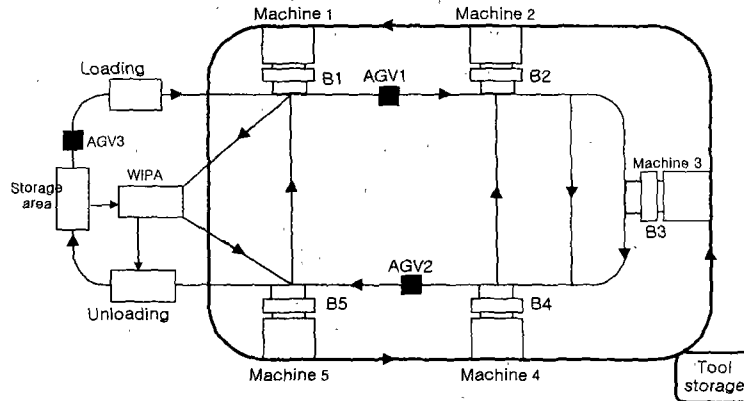 Machine 1
Machine 2
Loading
B1
AGV1
B2
AGV3
Machine 3
WIPA
Storage
area
B3
AGV2
Unloading
B5
B4
Machine 5
Machine 4
Tool
storage